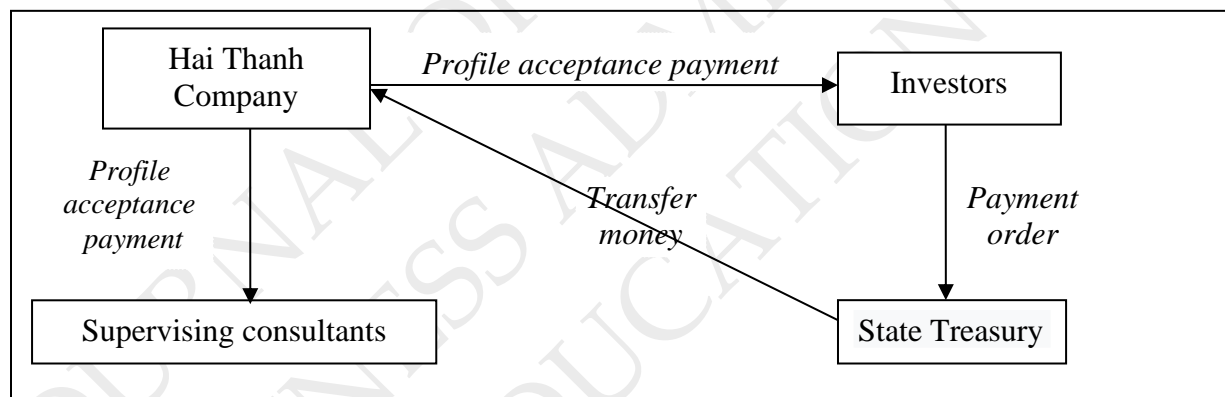 Hai Thanh
Company
Profile acceptance payment
Investors
Profile
acceptance
payment
Transfer
money
Payment
order
Supervising consultants
State Treasury